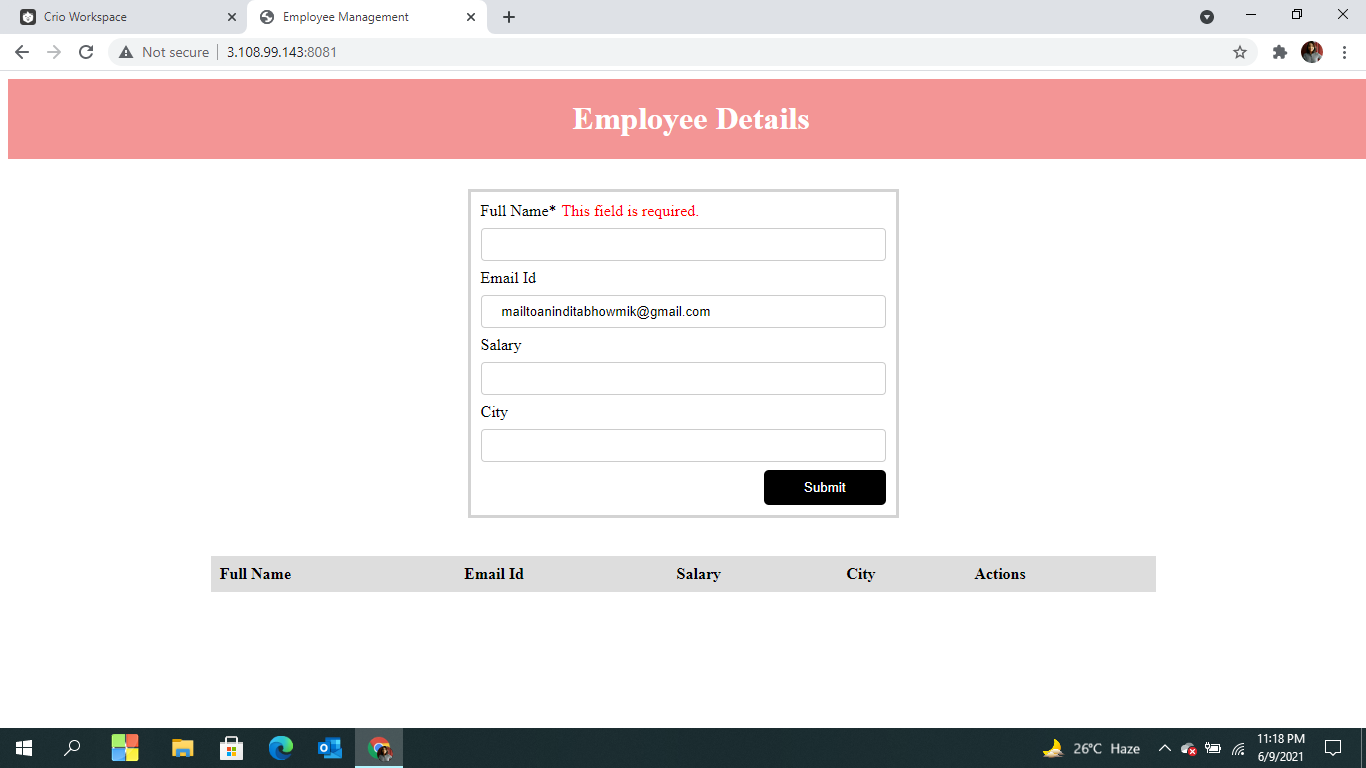 Crio Workspace
Employee Management
Not secure
3.108.99.143:8081
Employee Details
Full Name* This field is required.
Email Id
mailtoaninditabhowmik@gmail.com
Salary
City
Submit
Full Name Email Id Salary City Actions
26°C Haze
11:18 PM
6/9/2021